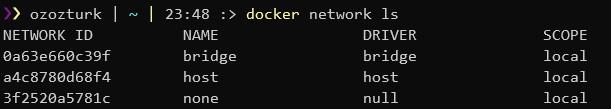 ❯❯ ozozturk | ~ | 23:48 :> docker network ls
NETWORK ID NAME DRIVER SCOPE
0a63e660c39f bridge bridge local
a4c8780d68f4 host host local
3f2520a5781c none null local